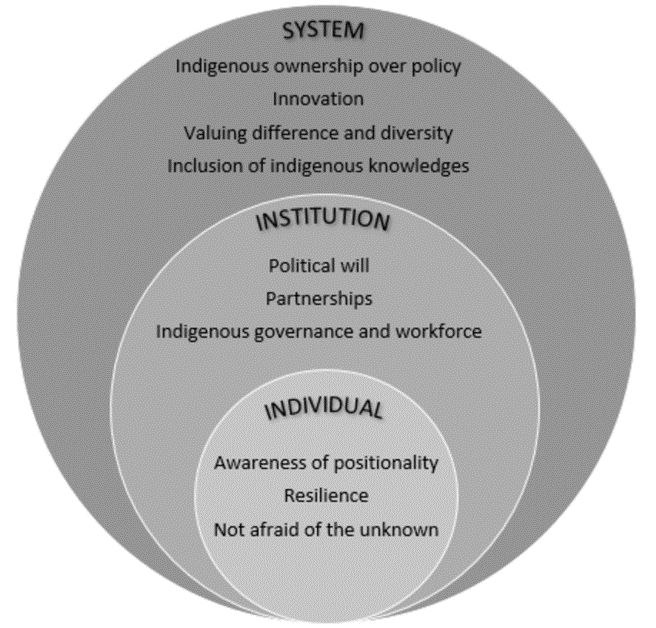 SYSTEM
Indigenous ownership over policy
Innovation
Valuing difference and diversity
Inclusion of indigenous knowledges
INSTITUTION
Political will
Partnerships
Indigenous governance and workforce
INDIVIDUAL
Awareness of positionality
Resilience
Not afraid of the unknown